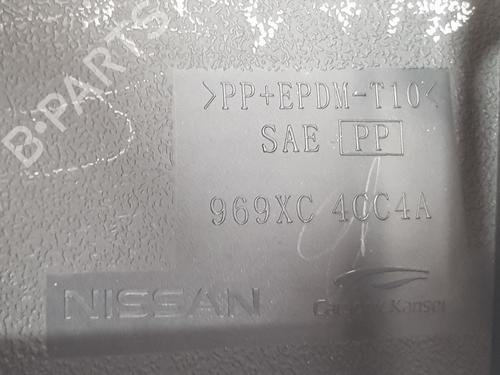 B-PARTS
>PP+EPDM-T10<
SAE PP
969XC 4CC4A
NISSAN
Calsonic Kansei